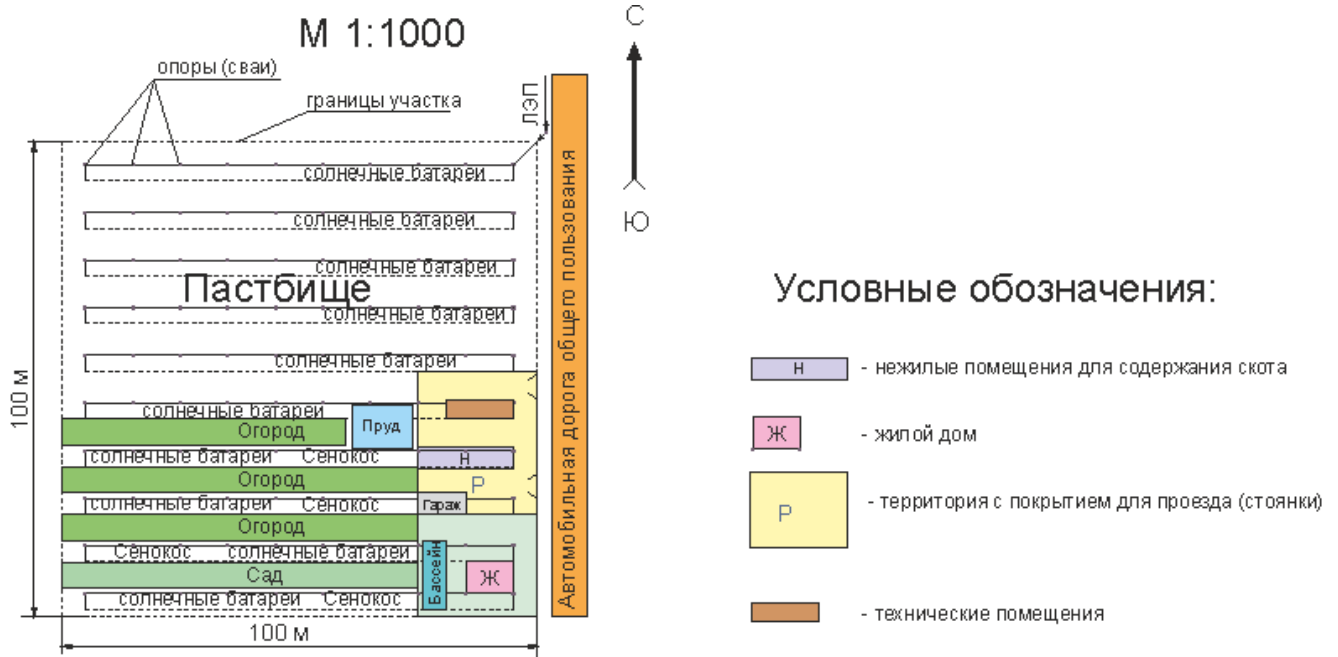 М 1:1000
С
опоры (сваи)
границы участка
ЛЭП
солнечные батареи
Ю
солнечные батареи
солнечные батареи
Пастбище
Условные обозначения:
солнечные батареи
солнечные батареи
Н - нежилые помещения для содержания скота
100 м
Автомобильная дорога общего пользования
солнечные батареи
Огород
Пруд
Ж - жилой дом
солнечные батареи Сенокос
Н
Огород
Р
Р - территория с покрытием для проезда (стоянки)
солнечные батареи Сенокос
Гараж
Огород
Сенокос солнечные батареи
Сад
Бассейн
Ж
солнечные батареи Сенокос
- технические помещения
100 м